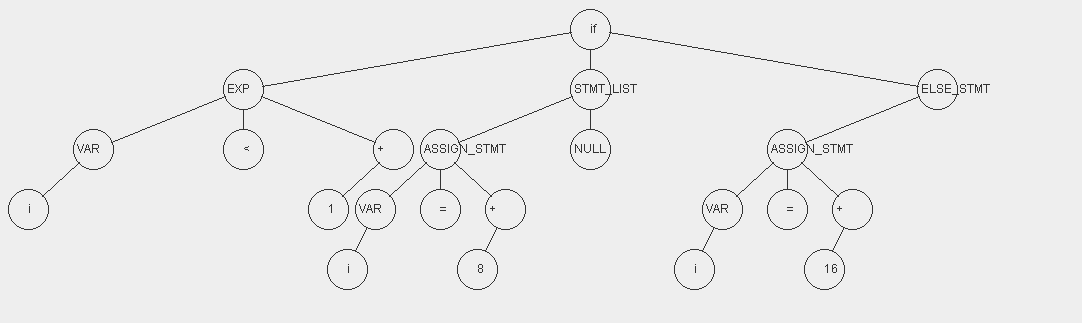 if
EXP STMT_LIST ELSE_STMT
VAR < + ASSIGN_STMT NULL ASSIGN_STMT
i 1 VAR = + VAR = +
i 8 i 16